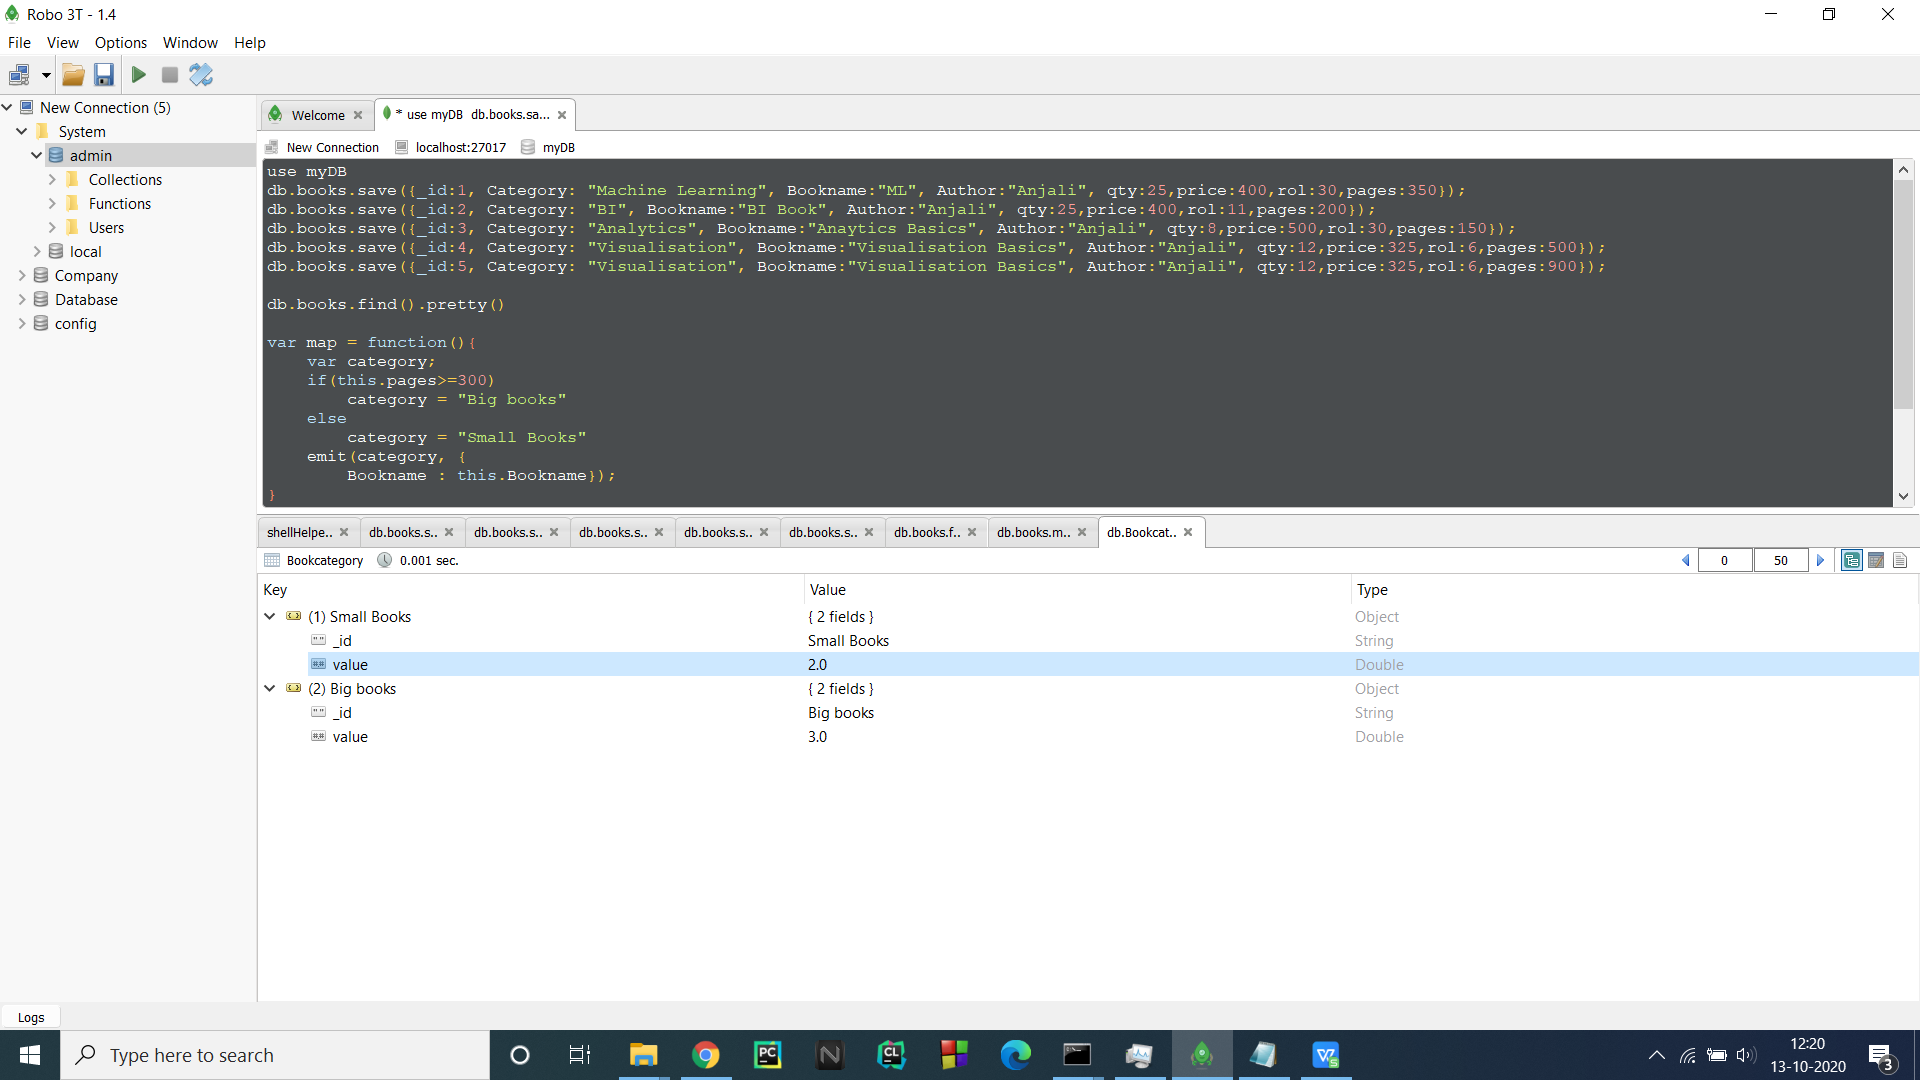 Robo 3T - 1.4
File View Options Window Help
New Connection (5)
System
admin
Collections
Functions
Users
local
Company
Database
config
Welcome
* use myDB db.books.sa...
New Connection localhost:27017 myDB
use myDB
db.books.save({_id:1, Category: "Machine Learning", Bookname:"ML", Author:"Anjali", qty:25,price:400,rol:30,pages:350});
db.books.save({_id:2, Category: "BI", Bookname:"BI Book", Author:"Anjali", qty:25,price:400,rol:11,pages:200});
db.books.save({_id:3, Category: "Analytics", Bookname:"Anaytics Basics", Author:"Anjali", qty:8,price:500,rol:30,pages:150});
db.books.save({_id:4, Category: "Visualisation", Bookname:"Visualisation Basics", Author:"Anjali", qty:12,price:325,rol:6,pages:500});
db.books.save({_id:5, Category: "Visualisation", Bookname:"Visualisation Basics", Author:"Anjali", qty:12,price:325,rol:6,pages:900});
db.books.find().pretty()
var map = function(){
var category;
if(this.pages>=300)
category = "Big books"
else
category = "Small Books"
emit(category, {
Bookname : this.Bookname});
}
shellHelpe.. db.books.s.. db.books.s.. db.books.s.. db.books.s.. db.books.s.. db.books.f.. db.books.m.. db.Bookcat..
Bookcategory 0.001 sec. 0 50
Key Value Type
(1) Small Books { 2 fields } Object
_id Small Books String
value 2.0 Double
(2) Big books { 2 fields } Object
_id Big books String
value 3.0 Double
Logs
Type here to search
PC
N
CL
12:20
13-10-2020
3